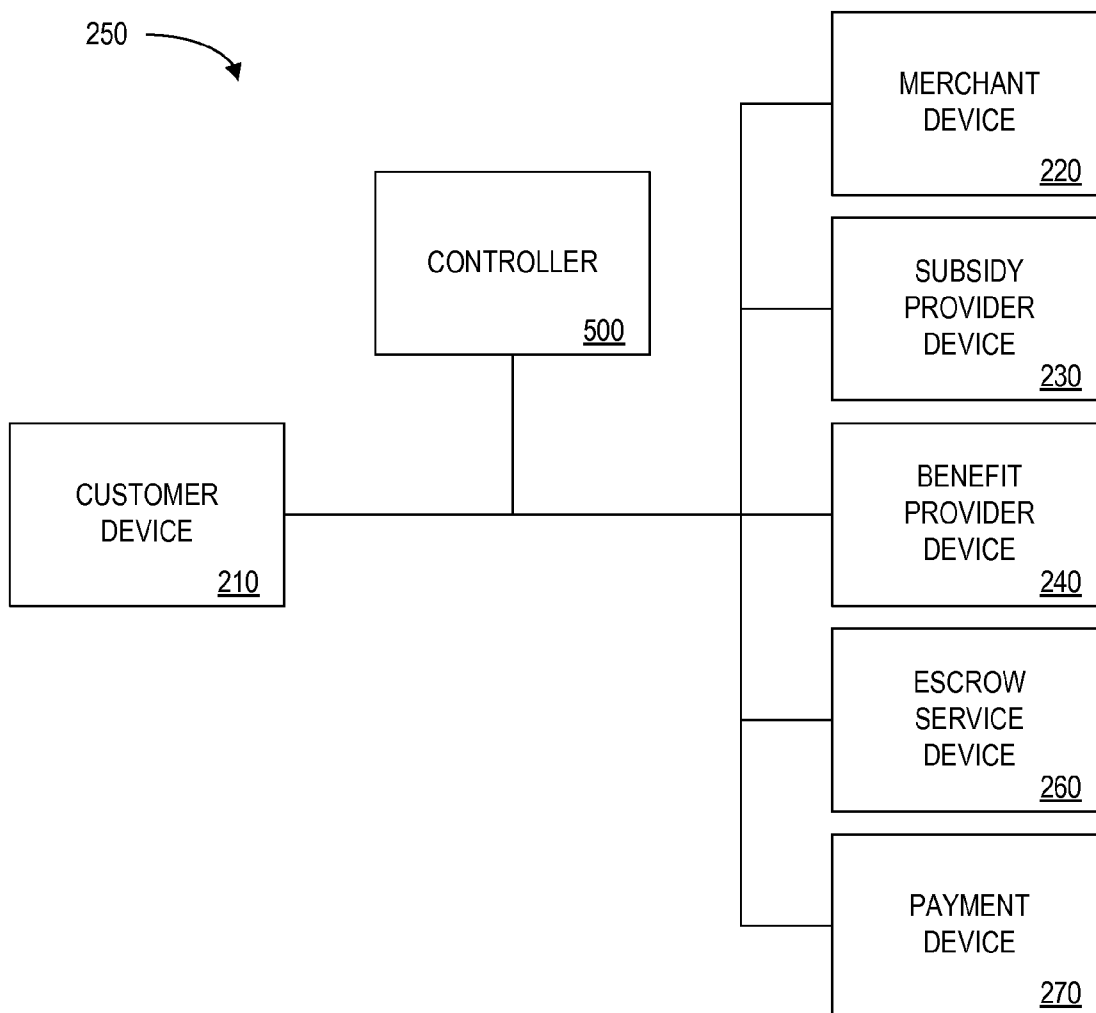 250
MERCHANT
DEVICE
220
CONTROLLER
500
SUBSIDY
PROVIDER
DEVICE
230
CUSTOMER
DEVICE
210
BENEFIT
PROVIDER
DEVICE
240
ESCROW
SERVICE
DEVICE
260
PAYMENT
DEVICE
270